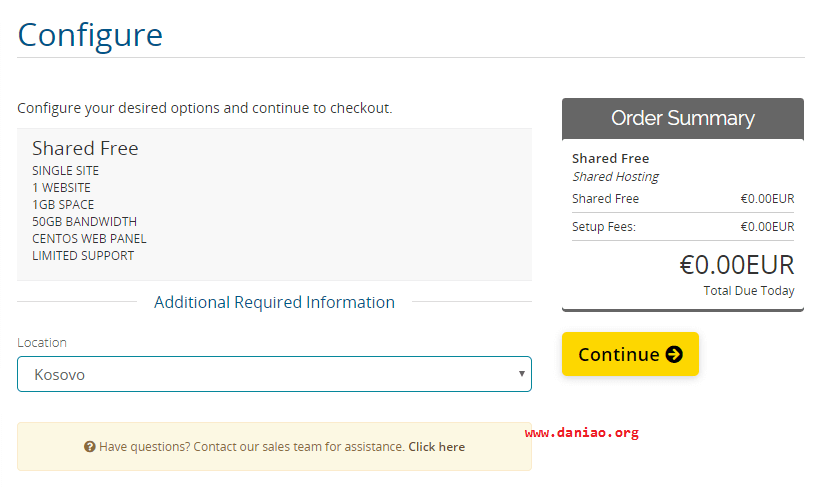 Configure
Configure your desired options and continue to checkout.
Shared Free
SINGLE SITE
1 WEBSITE
1GB SPACE
50GB BANDWIDTH
CENTOS WEB PANEL
LIMITED SUPPORT
Additional Required Information
Location
Kosovo
Have questions? Contact our sales team for assistance. Click here
Order Summary
Shared Free
Shared Hosting
Shared Free €0.00EUR
Setup Fees: €0.00EUR
€0.00EUR
Total Due Today
Continue
www.daniao.org